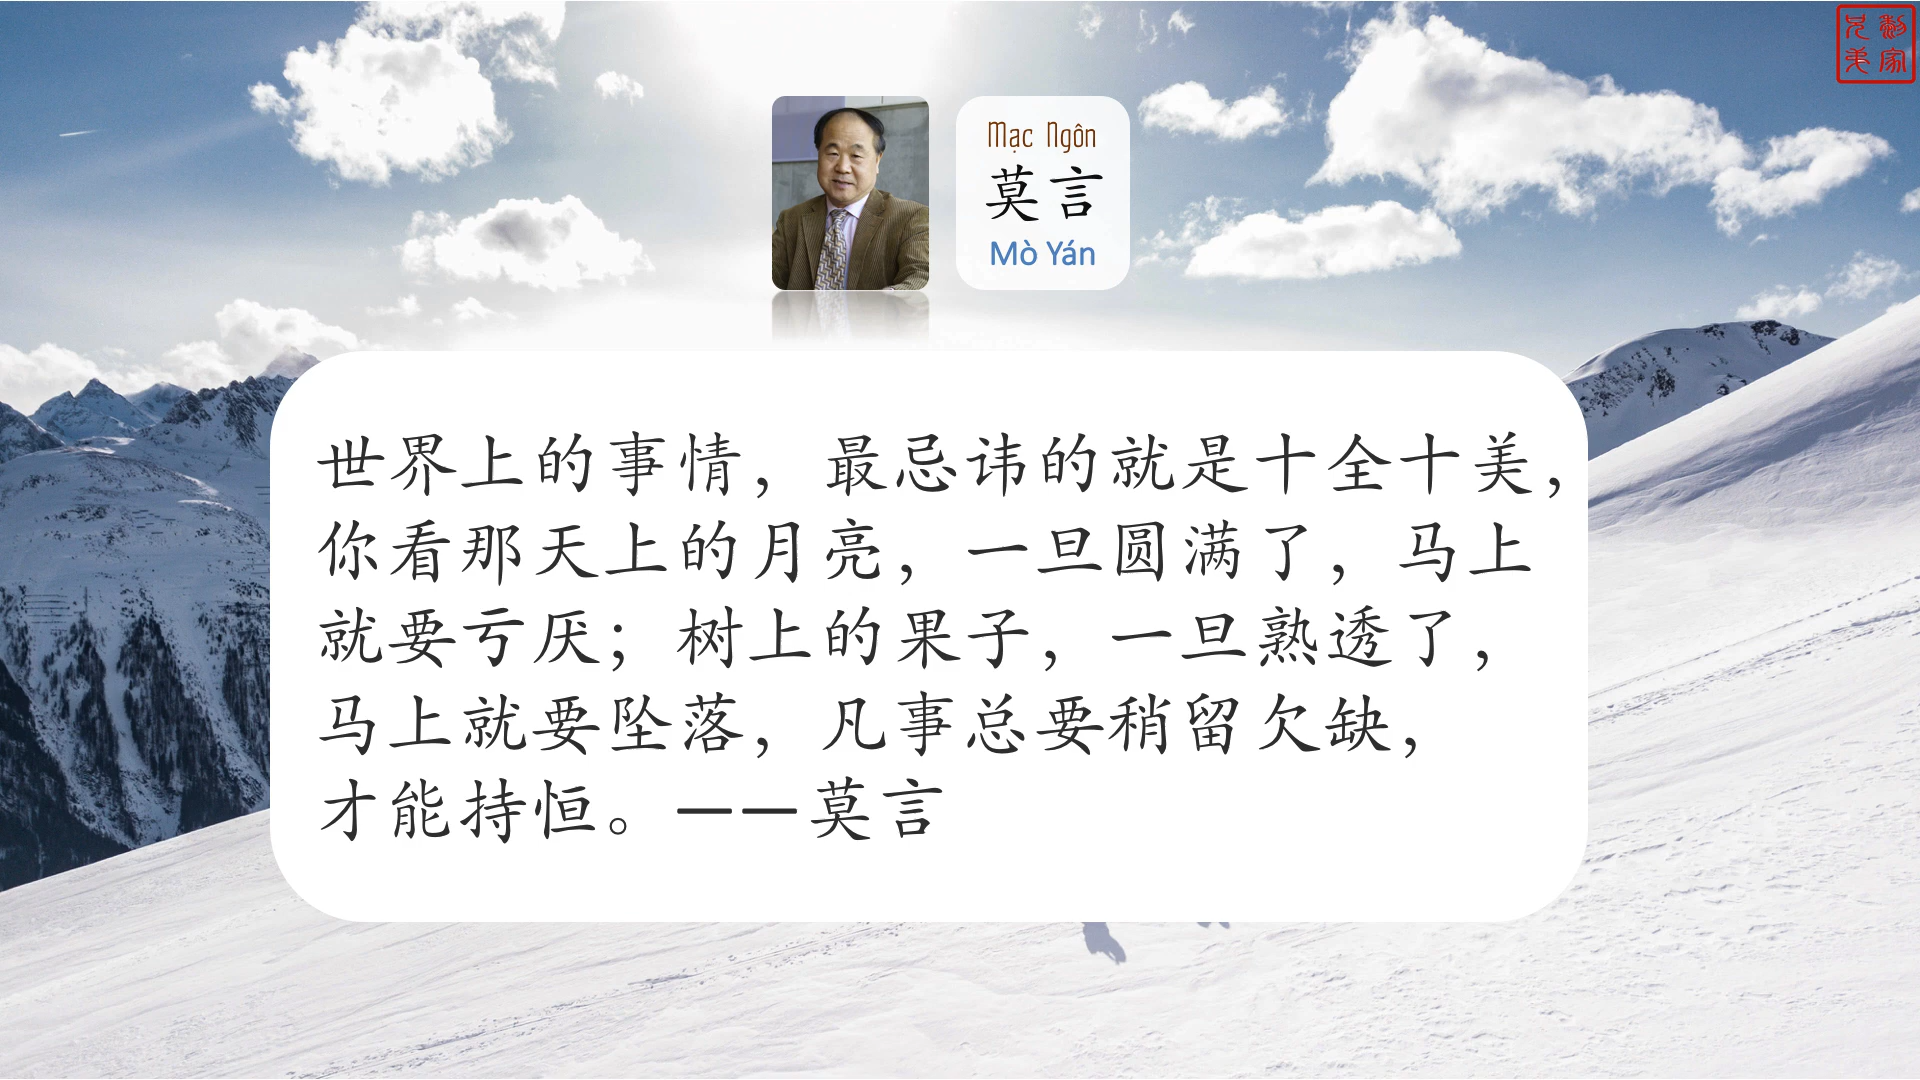 Mạc Ngôn
莫言
Mò Yán
世界上的事情，最忌讳的就是十全十美，
你看那天上的月亮，一旦圆满了，马上
就要亏厌；树上的果子，一旦熟透了，
马上就要坠落，凡事总要稍留欠缺，
才能持恒。——莫言